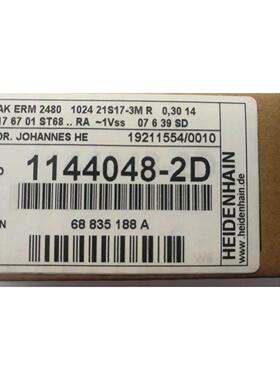 AK ERM 2480 1024 21S17-3M R 0,30 14
17 67 01 ST68 .. RA ~1Vss 07 6 39 SD
DR. JOHANNES HE 19211554/0010
D 1144048-2D
N 68 835 188 A
HEIDENHAIN
www.heidenhain.de